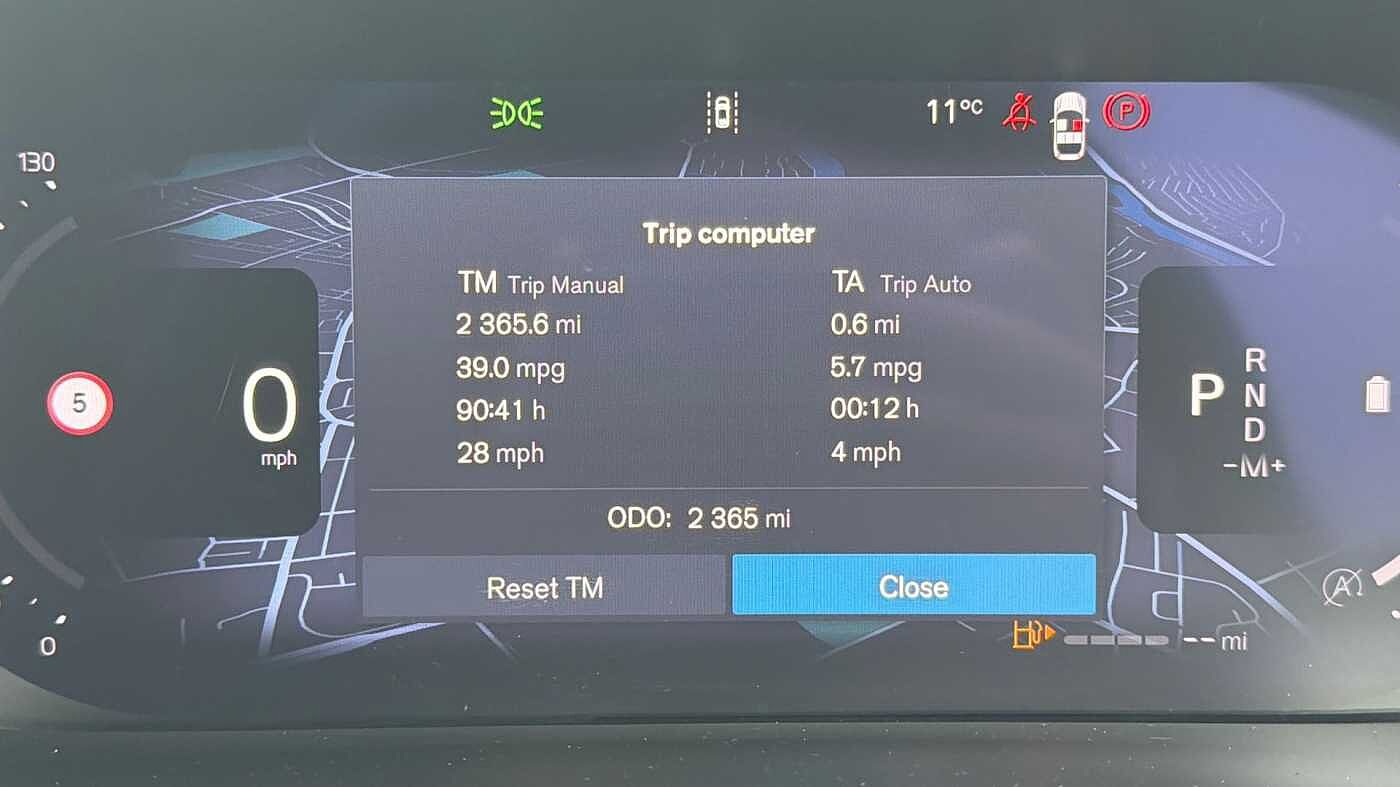 11°C
P
130
Trip computer
TM Trip Manual
TA Trip Auto
2 365.6 mi
0.6 mi
39.0 mpg
5.7 mpg
90:41 h
00:12 h
28 mph
4 mph
5
0
mph
P
R
N
D
-M+
ODO: 2 365 mi
Reset TM
Close
A
0
-- mi